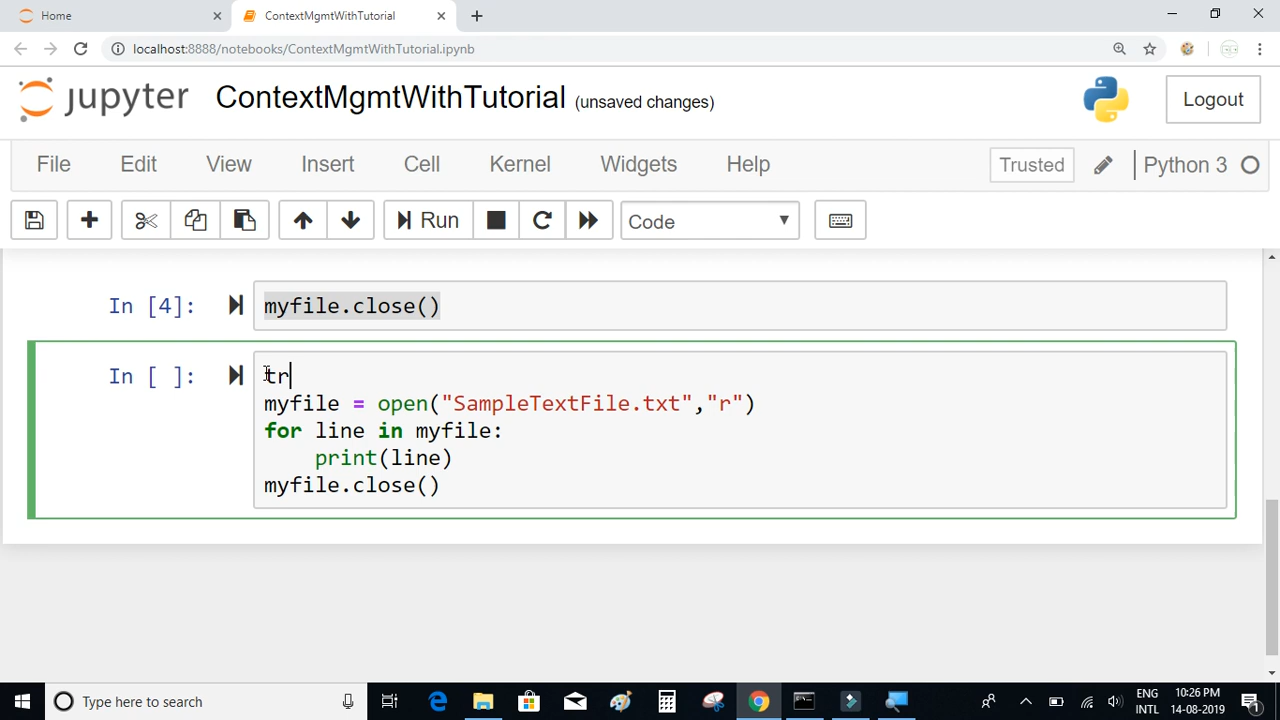 Home
ContextMgmtWithTutorial
localhost:8888/notebooks/ContextMgmtWithTutorial.ipynb
jupyter ContextMgmtWithTutorial (unsaved changes)
Logout
File Edit View Insert Cell Kernel Widgets Help
Trusted Python 3
Run Code
In [4]: myfile.close()
In [ ]: tr
myfile = open("SampleTextFile.txt","r")
for line in myfile:
print(line)
myfile.close()
Type here to search
ENG
INTL
10:26 PM
14-08-2019
1